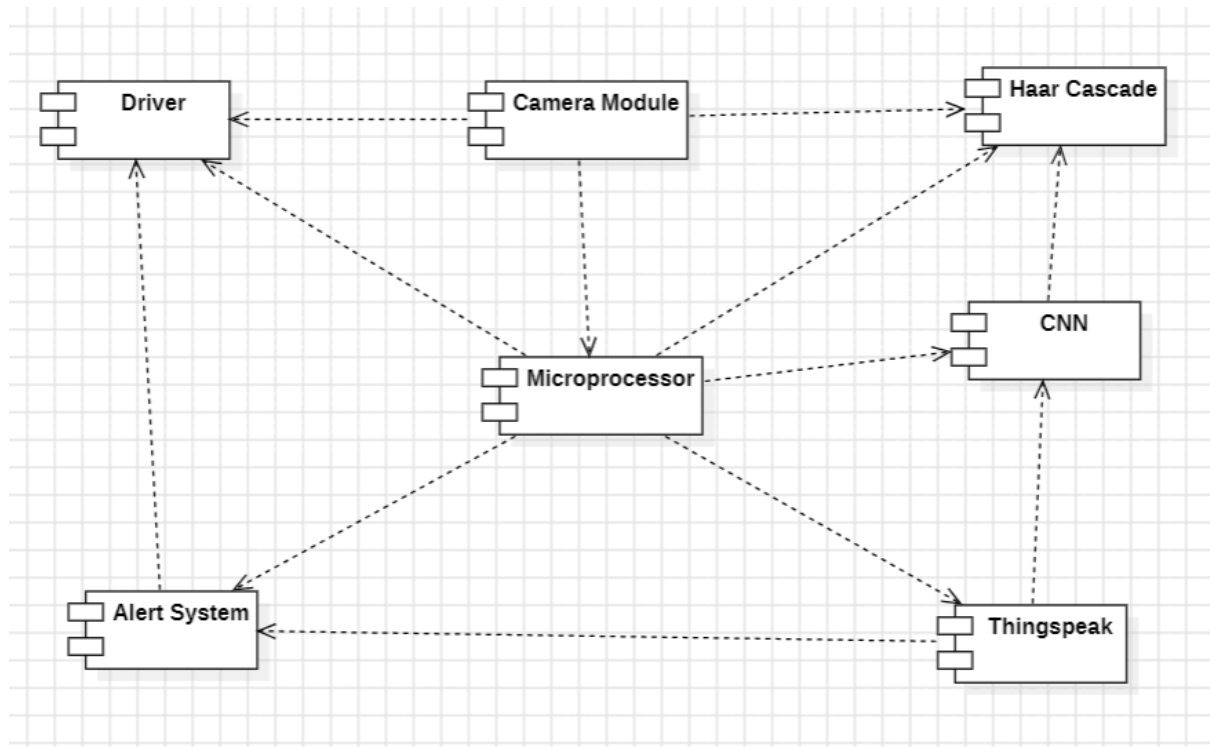 Driver
Camera Module
Haar Cascade
CNN
Microprocessor
Alert System
Thingspeak